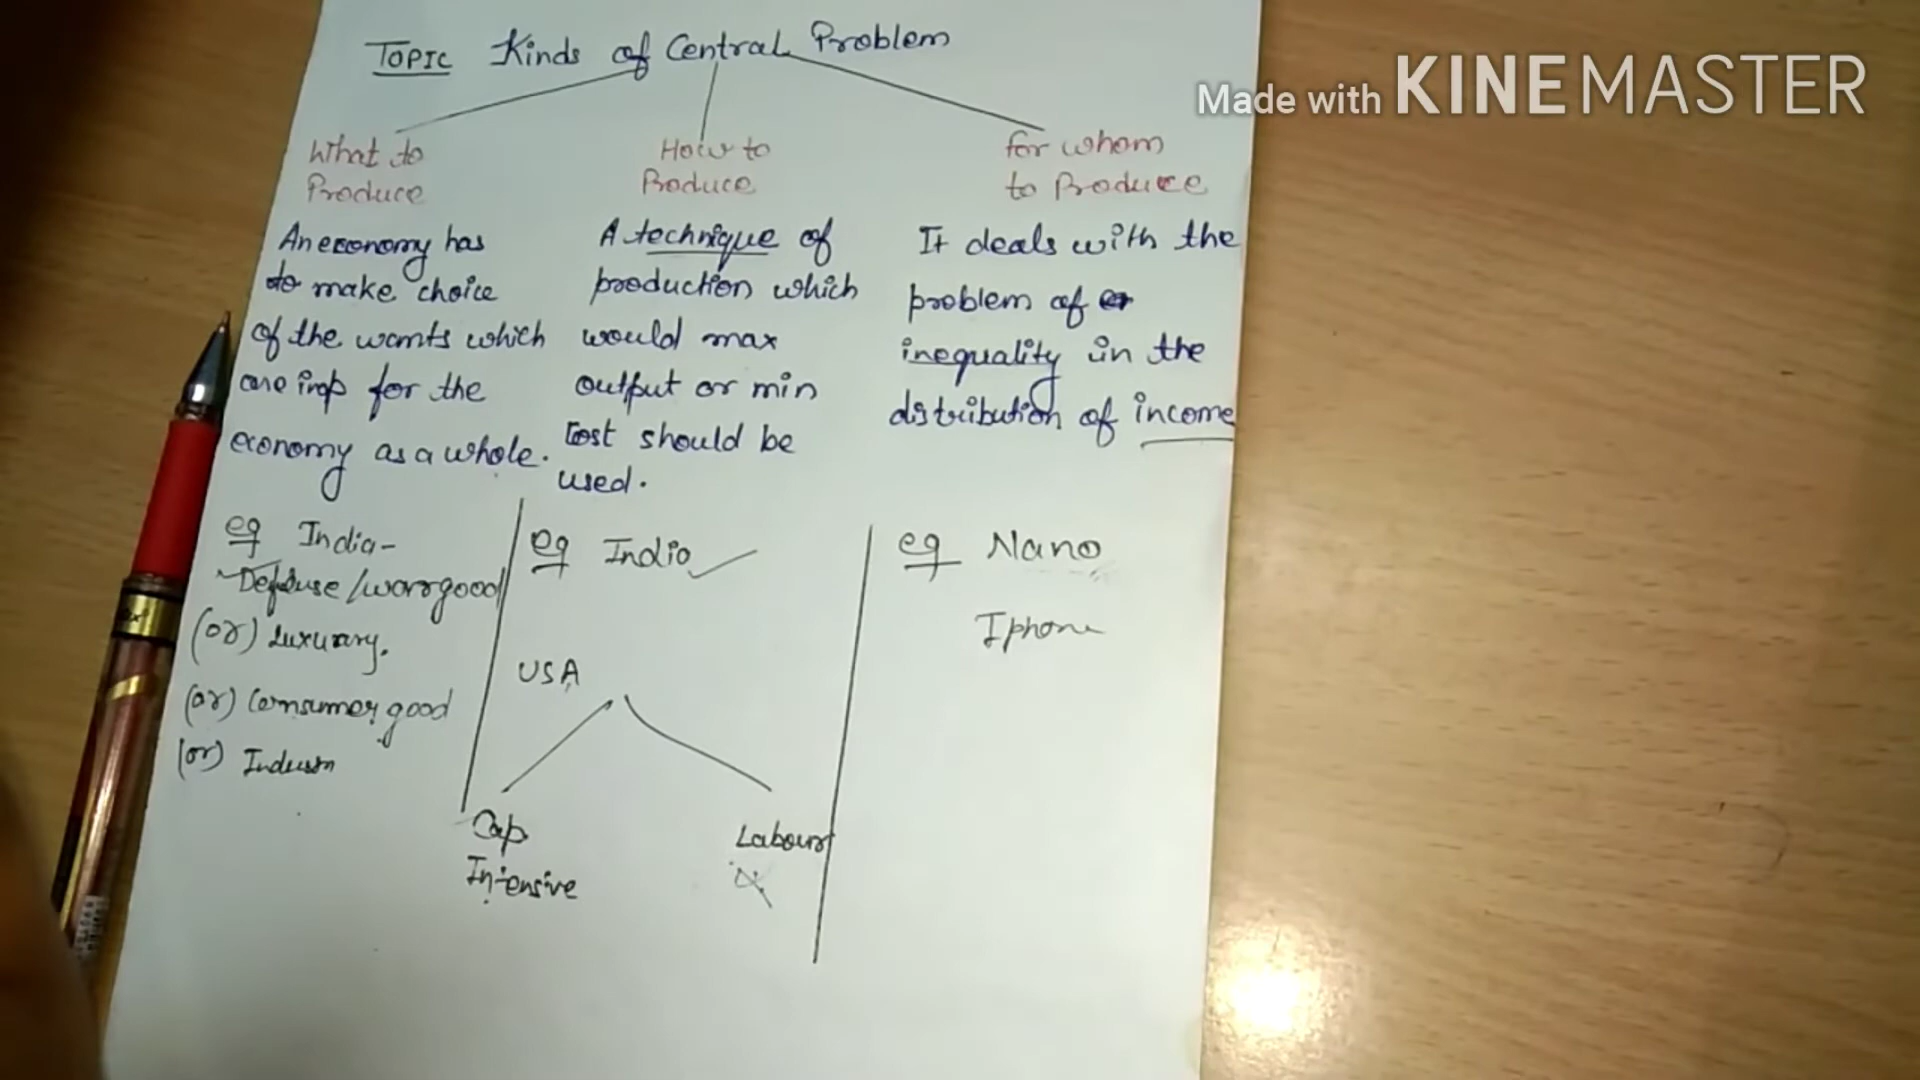 TOPIC Kinds of Central Problem
Made with KINEMASTER
What to
Produce
An economy has
to make choice
of the wants which
are imp for the
economy as a whole.
eg India-
Defense/war good
(or) Luxurary.
(or) Consumer good
(or)
How to
Produce
A technique of
production which
would max
output or min
cost should be
used.
eg India
USA
Cap
Intensive
Labour
for whom
to Produce
It deals with the
problem of
inequality in the
distribution of income
eg Nano
Iphone